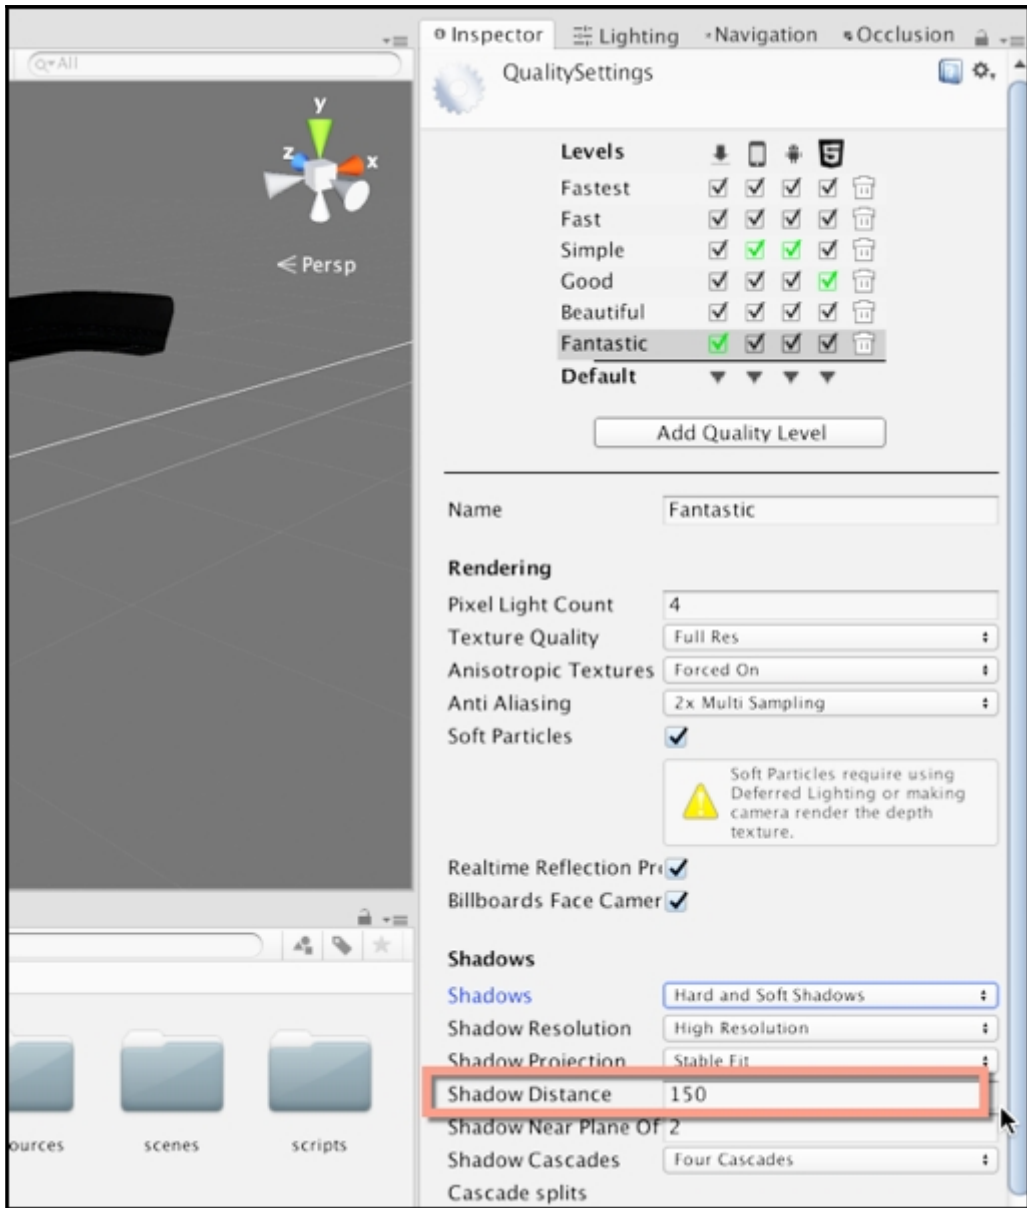 Inspector Lighting Navigation Occlusion
All
QualitySettings
y
z
x
Persp
Levels
Fastest
Fast
Simple
Good
Beautiful
Fantastic
Default
Add Quality Level
Name Fantastic
Rendering
Pixel Light Count 4
Texture Quality Full Res
Anisotropic Textures Forced On
Anti Aliasing 2x Multi Sampling
Soft Particles
Soft Particles require using
Deferred Lighting or making
camera render the depth
texture.
Realtime Reflection Pr
Billboards Face Camer
Shadows
Shadows Hard and Soft Shadows
Shadow Resolution High Resolution
Shadow Projection Stable Fit
Shadow Distance 150
Shadow Near Plane Of 2
Shadow Cascades Four Cascades
Cascade splits
ources scenes scripts